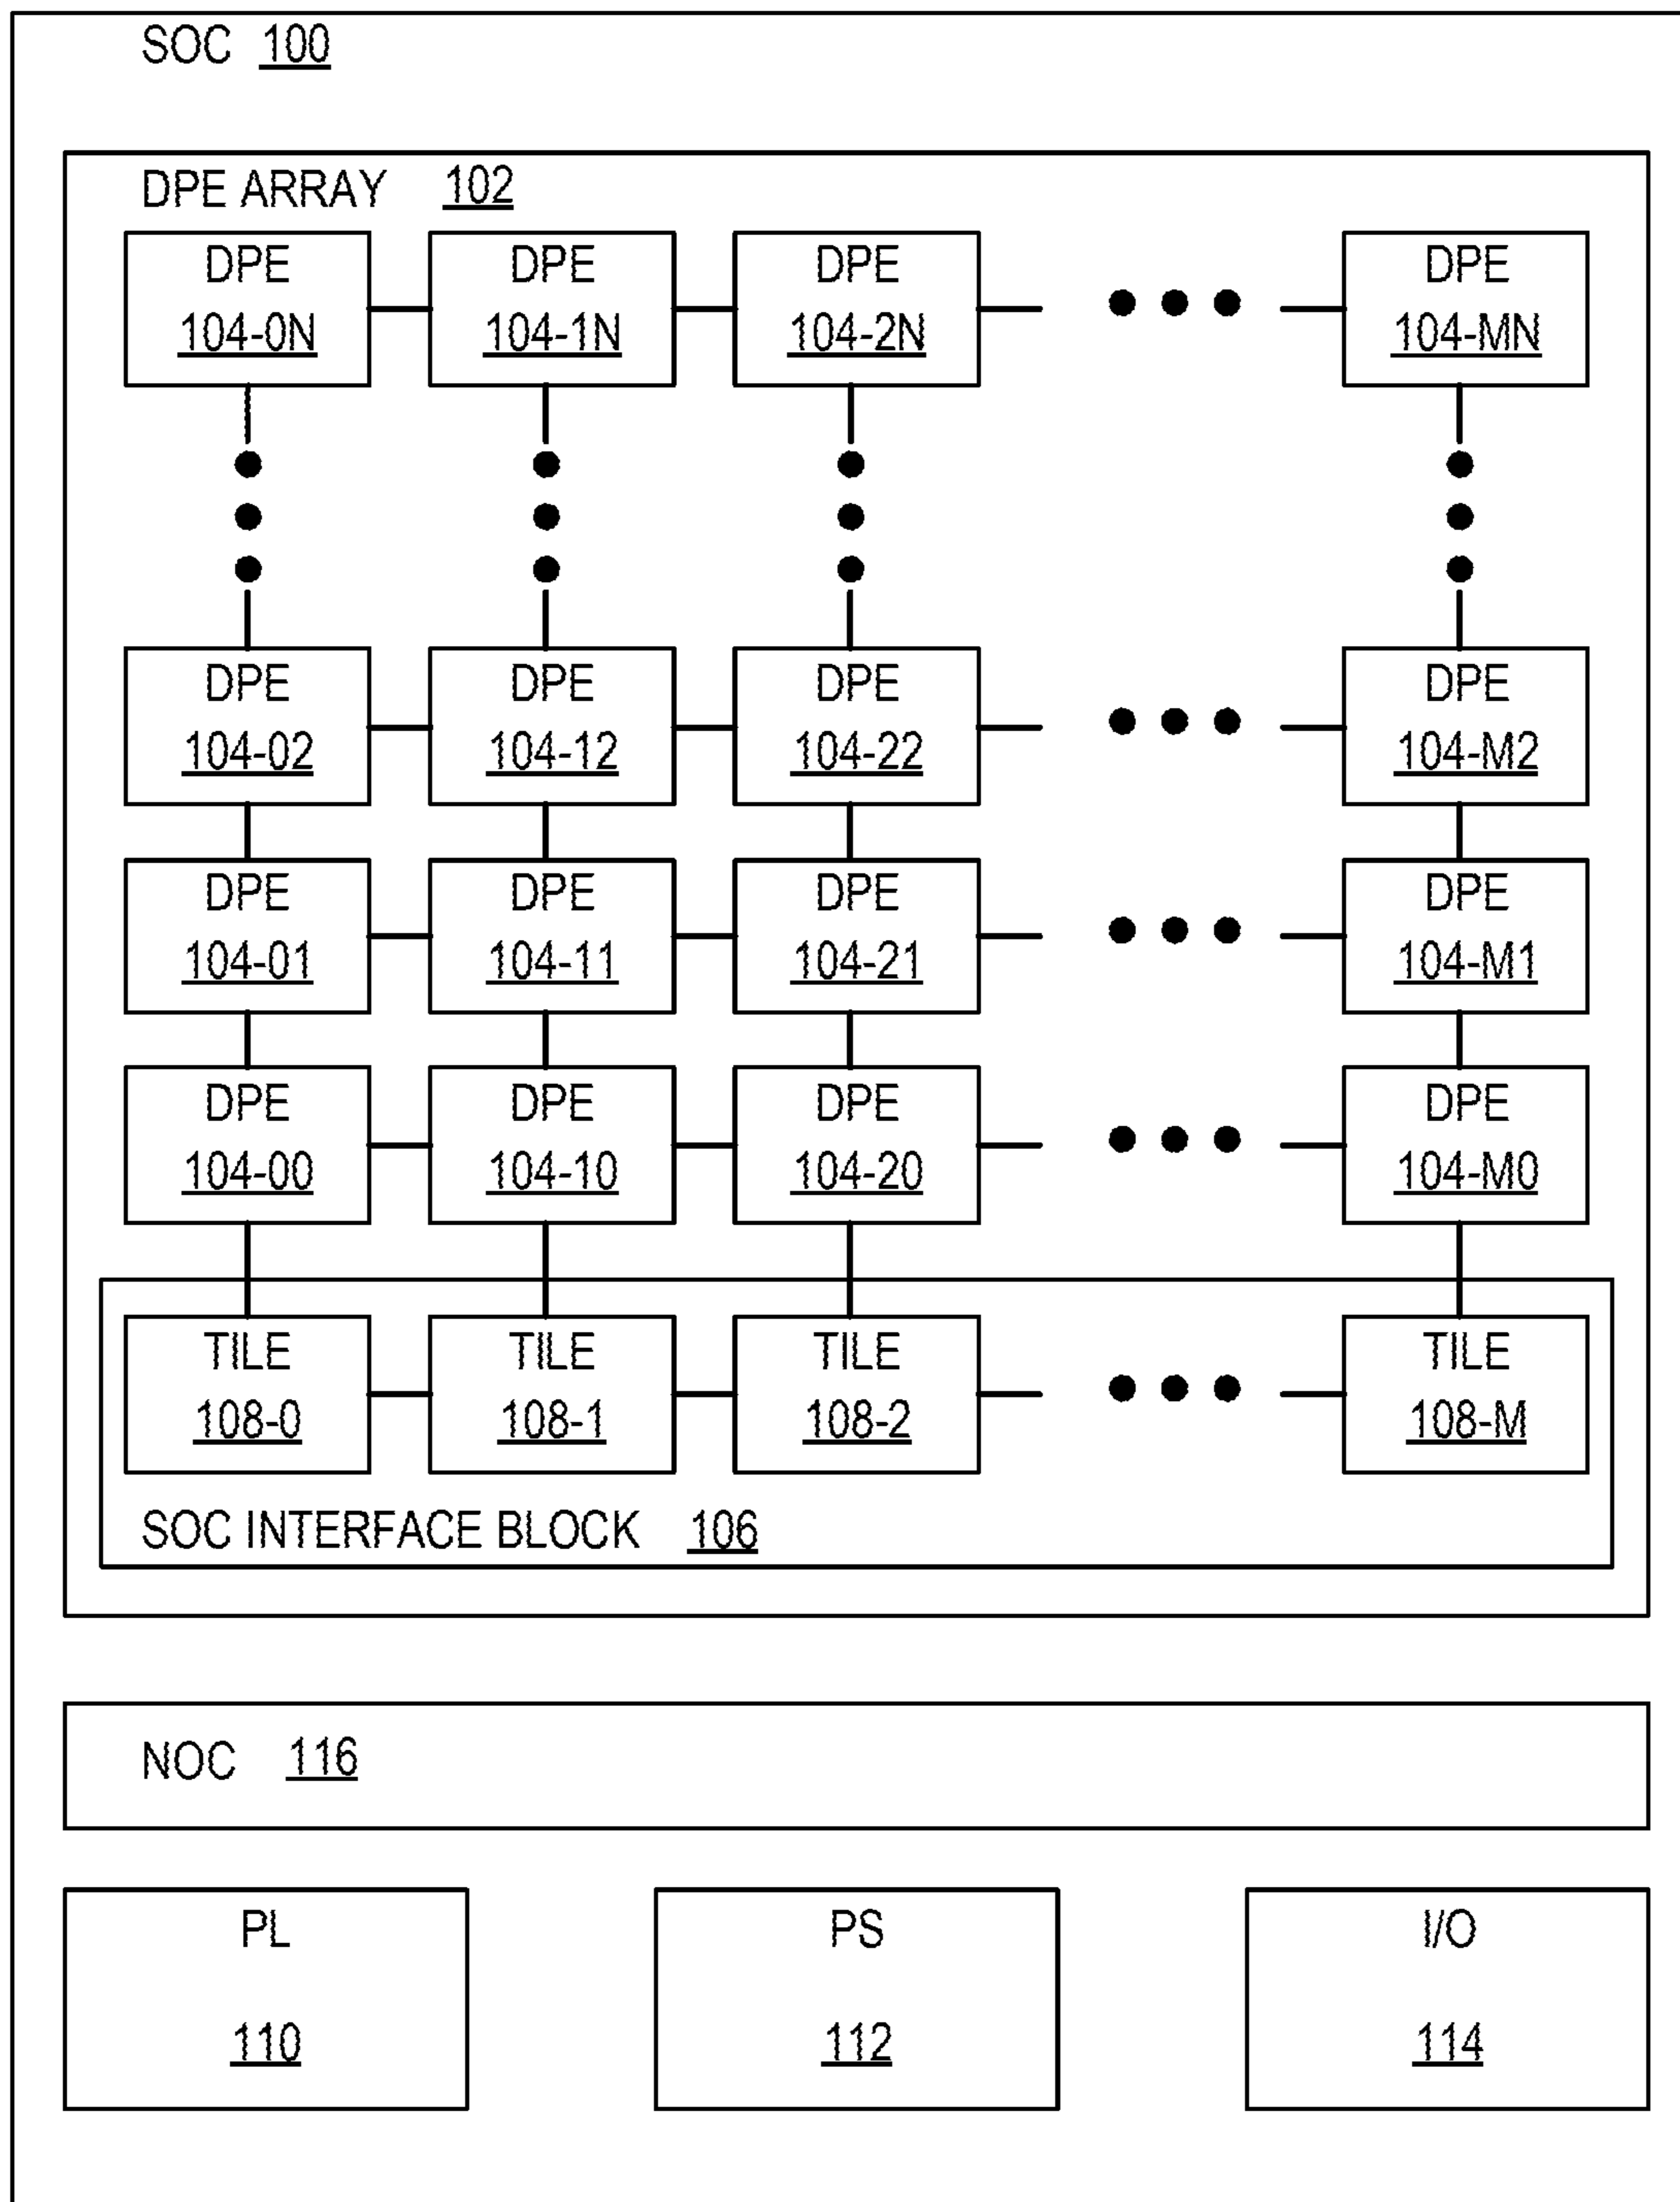 SOC 100
DPE ARRAY 102
DPE DPE DPE DPE
104-0N 104-1N 104-2N 104-MN
DPE DPE DPE DPE
104-02 104-12 104-22 104-M2
DPE DPE DPE DPE
104-01 104-11 104-21 104-M1
DPE DPE DPE DPE
104-00 104-10 104-20 104-M0
TILE TILE TILE TILE
108-0 108-1 108-2 108-M
SOC INTERFACE BLOCK 106
NOC 116
PL PS I/O
110 112 114